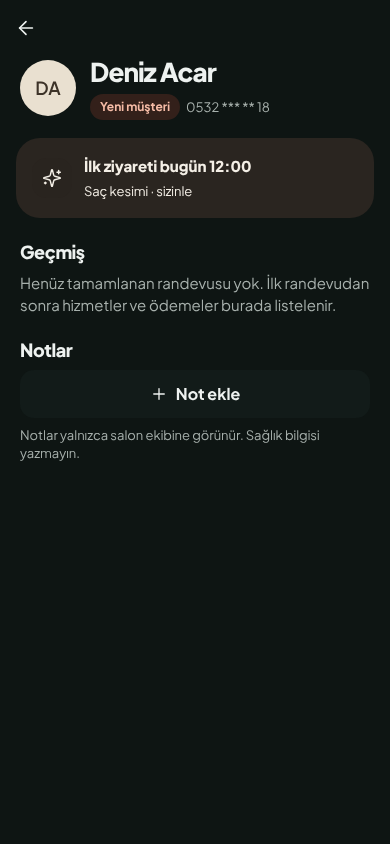 DA
Deniz Acar
Yeni müşteri
0532 *** ** 18
İlk ziyareti bugün 12:00
Saç kesimi · sizinle
Geçmiş
Henüz tamamlanan randevusu yok. İlk randevudan
sonra hizmetler ve ödemeler burada listelenir.
Notlar
+ Not ekle
Notlar yalnızca salon ekibine görünür. Sağlık bilgisi
yazmayın.